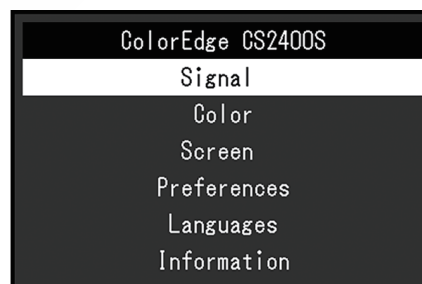 ColorEdge CS2400S
Signal
Color
Screen
Preferences
Languages
Information